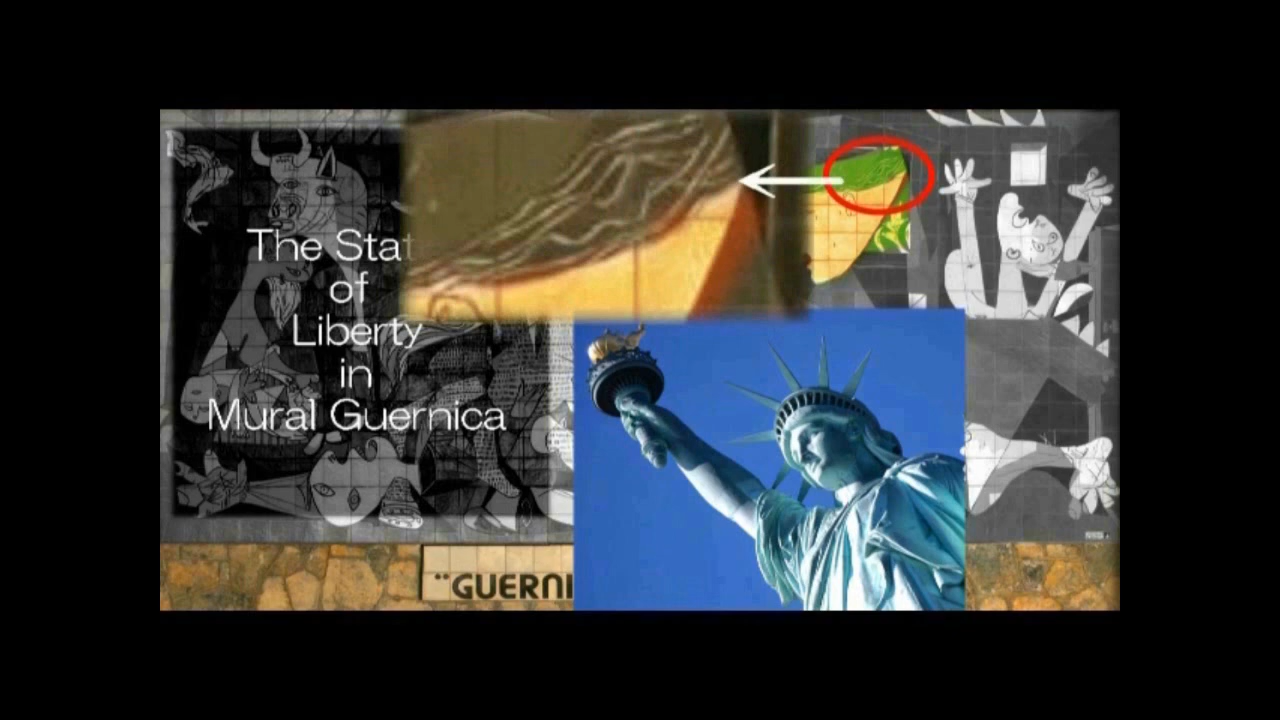 The Stat
of
Liberty
in
Mural Guernica
¨GUERNI